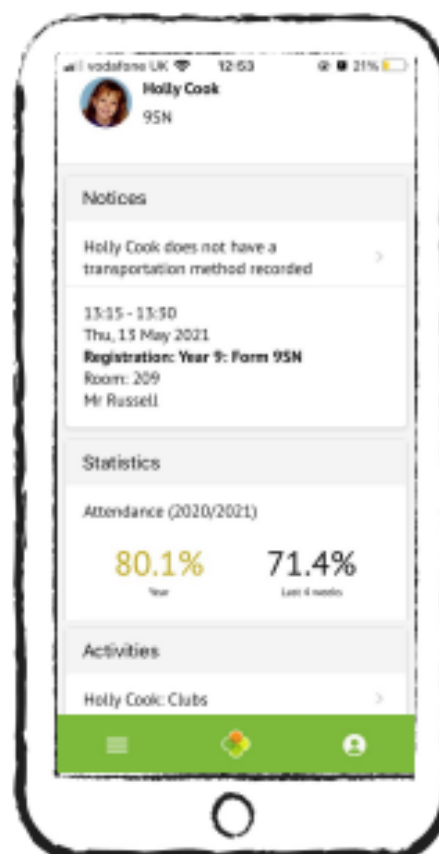 vodafone UK 12:53 21%
Holly Cook
9SN
Notices
Holly Cook does not have a
transportation method recorded
13:15 - 13:30
Thu, 13 May 2021
Registration: Year 9: Form 9SN
Room: 209
Mr Russell
Statistics
Attendance (2020/2021)
80.1% 71.4%
Year Last 4 weeks
Activities
Holly Cook: Clubs